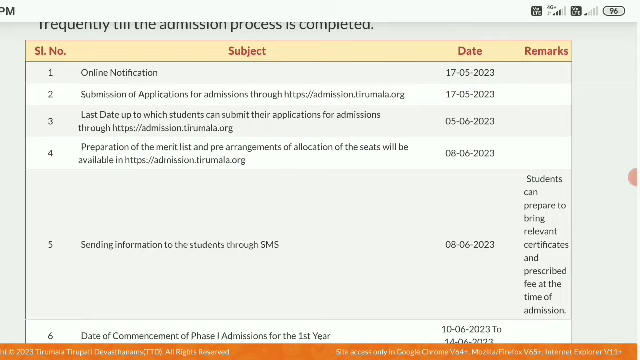 PM
4G+
96
frequently till the admission process is completed.
Sl. No. Subject Date Remarks
1 Online Notification 17-05-2023
2 Submission of Applications for admissions through https://admission.tirumala.org 17-05-2023
3 Last Date up to which students can submit their applications for admissions through https://admission.tirumala.org 05-06-2023
4 Preparation of the merit list and pre arrangements of allocation of the seats will be available in https://admission.tirumala.org 08-06-2023
5 Sending information to the students through SMS 08-06-2023
Students
can
prepare to
bring
relevant
certificates
and
prescribed
fee at the
time of
admission.
6 Date of Commencement of Phase I Admissions for the 1st Year 10-06-2023 To
14-06-2023
ht © 2023 Tirumala Tirupati Devasthanams(TTD). All Rights Reserved Site access only in Google Chrome V64+, Mozilla/Firefox V65+, Internet Explorer V11+